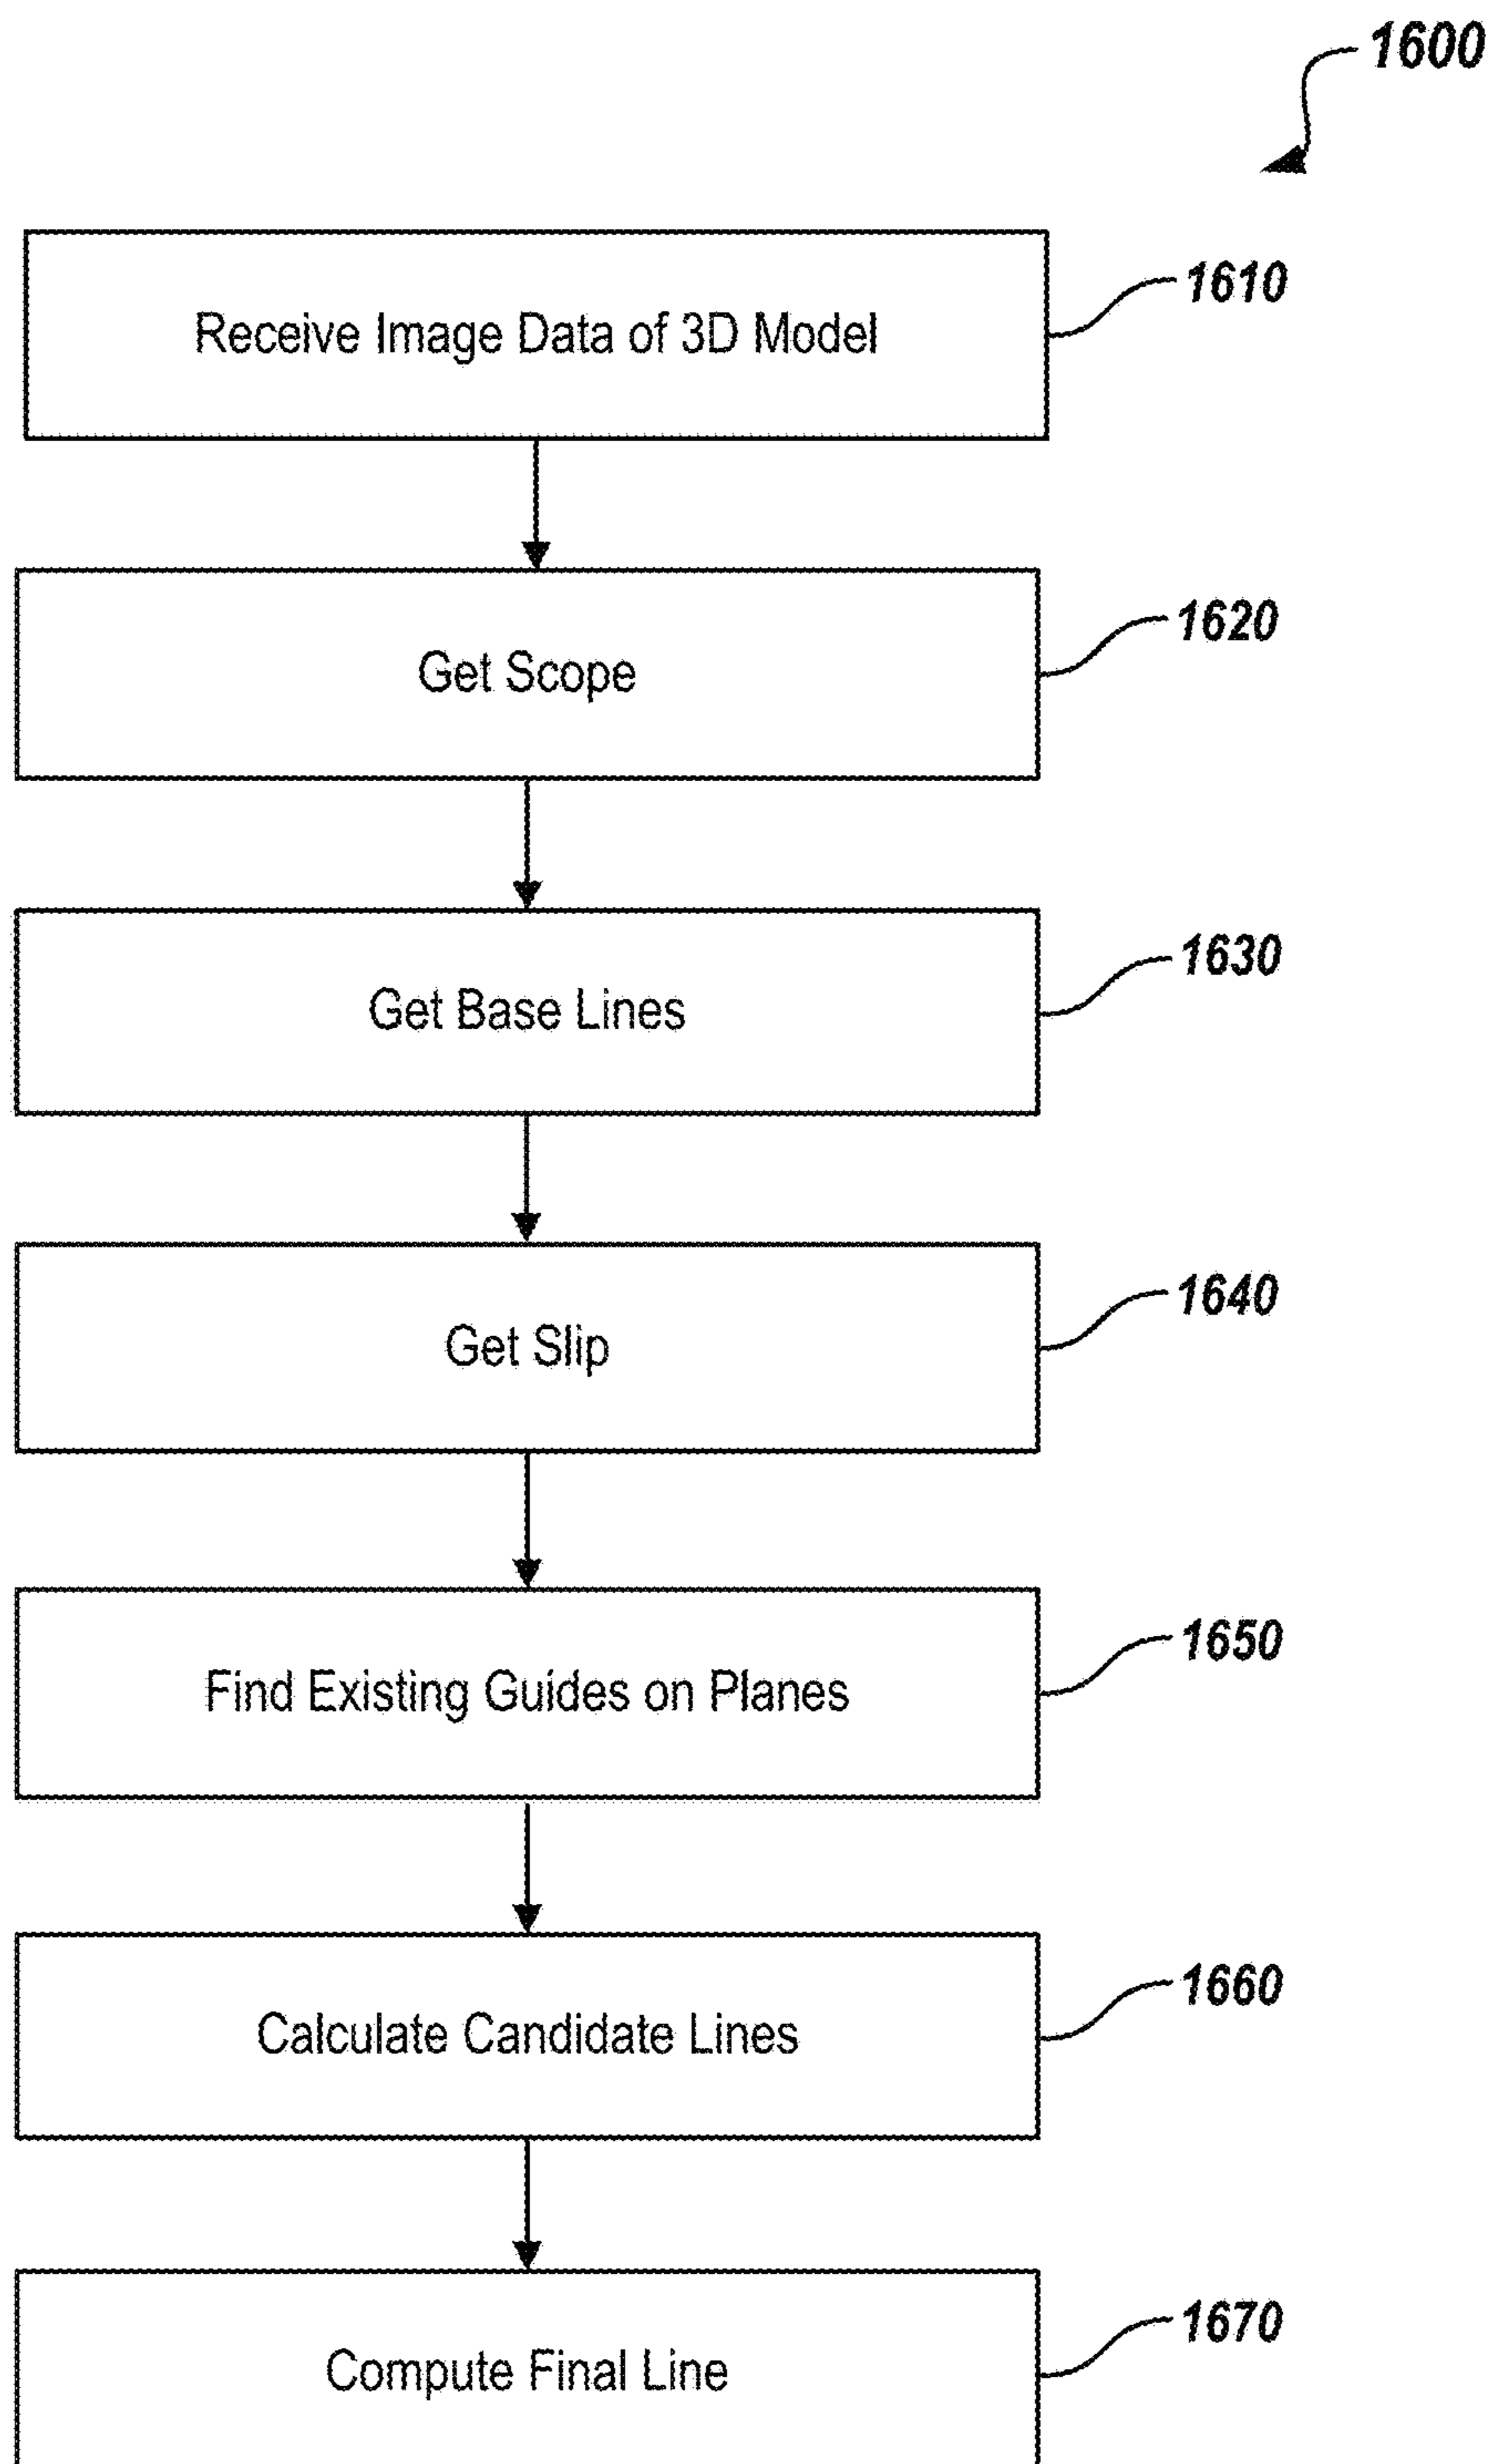 1600
Receive Image Data of 3D Model
1610
Get Scope
1620
Get Base Lines
1630
Get Slip
1640
Find Existing Guides on Planes
1650
Calculate Candidate Lines
1660
Compute Final Line
1670